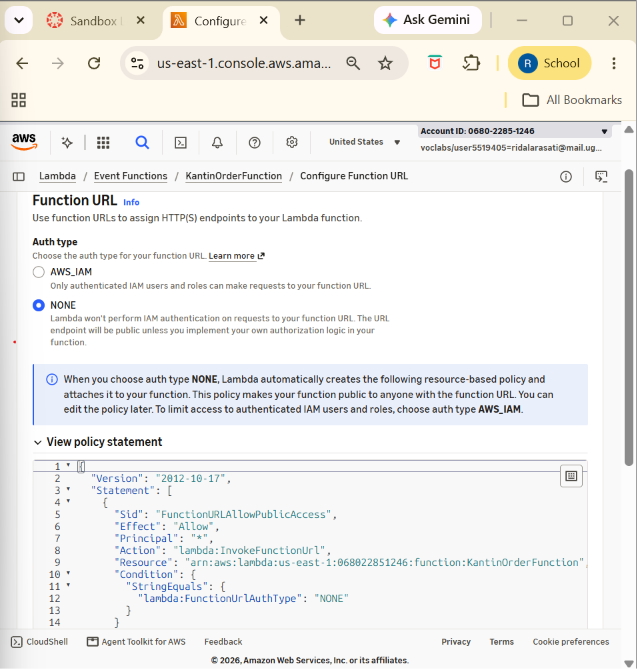 Sandbox
Configure
Ask Gemini
us-east-1.console.aws.ama...
R School
All Bookmarks
aws
United States
Account ID: 0680-2285-1246
voclabs/user5519405=ridalarasati@mail.ug...
Lambda / Event Functions / KantinOrderFunction / Configure Function URL
Function URL Info
Use function URLs to assign HTTP(S) endpoints to your Lambda function.
Auth type
Choose the auth type for your function URL. Learn more
AWS_IAM
Only authenticated IAM users and roles can make requests to your function URL.
NONE
Lambda won't perform IAM authentication on requests to your function URL. The URL
endpoint will be public unless you implement your own authorization logic in your
function.
When you choose auth type NONE, Lambda automatically creates the following resource-based policy and
attaches it to your function. This policy makes your function public to anyone with the function URL. You can
edit the policy later. To limit access to authenticated IAM users and roles, choose auth type AWS_IAM.
View policy statement
1 {
2 "Version": "2012-10-17",
3 "Statement": [
4 {
5 "Sid": "FunctionURLAllowPublicAccess",
6 "Effect": "Allow",
7 "Principal": "*",
8 "Action": "lambda:InvokeFunctionUrl",
9 "Resource": "arn:aws:lambda:us-east-1:068022851246:function:KantinOrderFunction",
10 "Condition": {
11 "StringEquals": {
12 "lambda:FunctionUrlAuthType": "NONE"
13 }
14 }
CloudShell Agent Toolkit for AWS Feedback Privacy Terms Cookie preferences
© 2026, Amazon Web Services, Inc. or its affiliates.